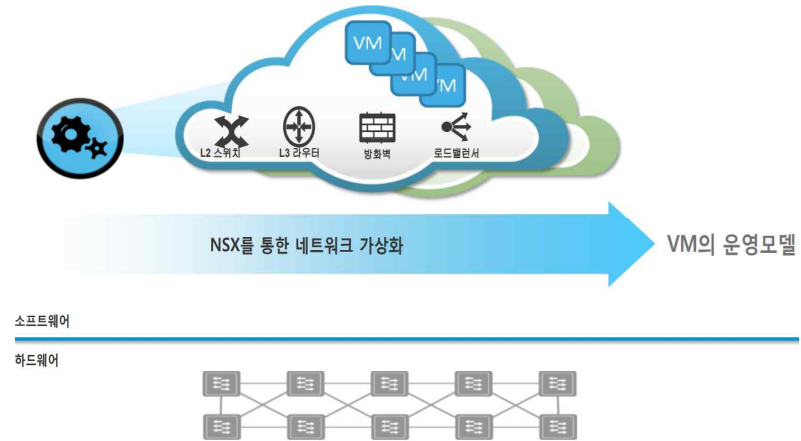 VM
VM
VM
VM
L2 스위치
L3 라우터
방화벽
로드밸런서
NSX를 통한 네트워크 가상화
VM의 운영모델
소프트웨어
하드웨어